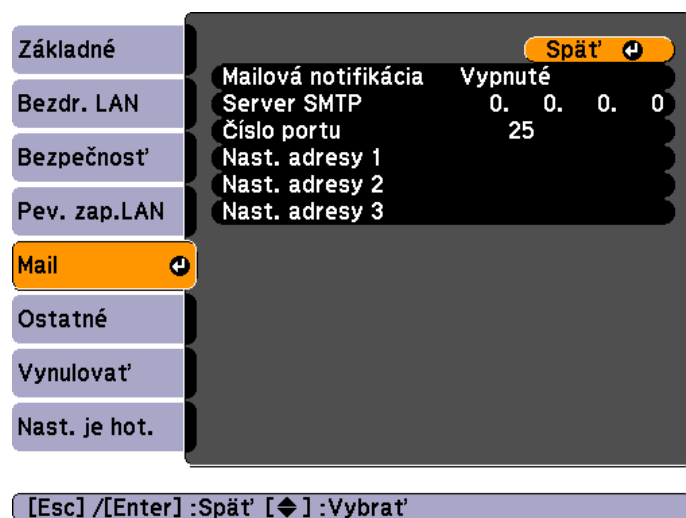 Základné
Bezdr. LAN
Bezpečnosť
Pev. zap.LAN
Mail
Ostatné
Vynulovať
Nast. je hot.
Späť
Mailová notifikácia Vypnuté
Server SMTP 0. 0. 0. 0
Číslo portu 25
Nast. adresy 1
Nast. adresy 2
Nast. adresy 3
[Esc] /[Enter] :Späť [◆] :Vybrať